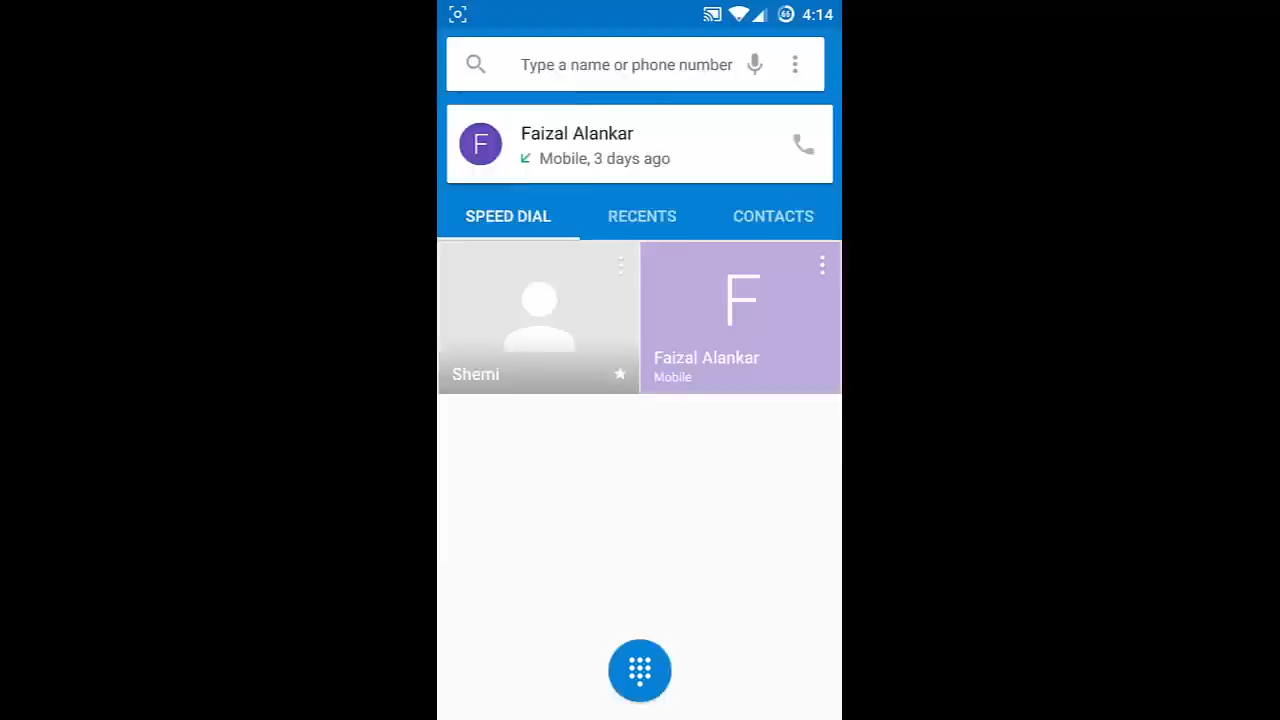 66 4:14
Type a name or phone number
F
Faizal Alankar
Mobile, 3 days ago
SPEED DIAL RECENTS CONTACTS
F
Shemi
Faizal Alankar
Mobile